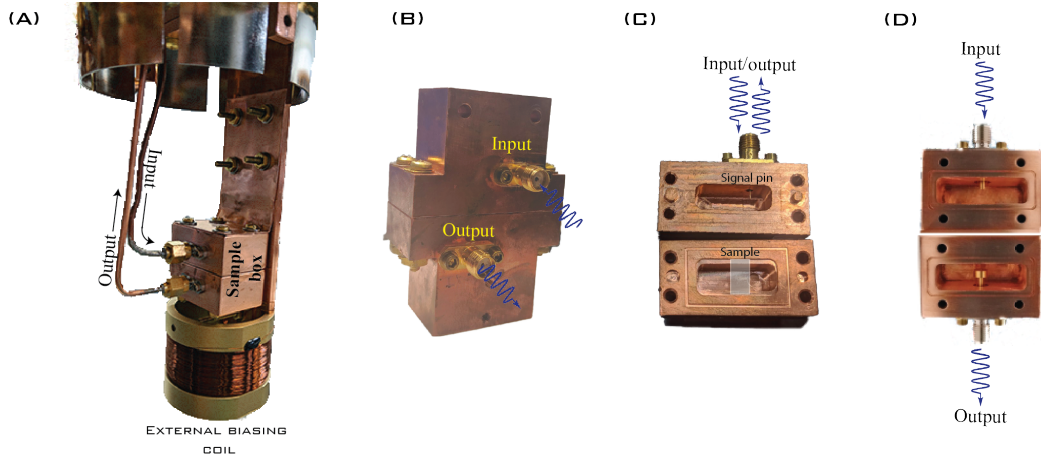 (A)
Input
Output
Sample
box
External biasing
coil
(B)
Input
Output
(C)
Input/output
Signal pin
Sample
(D)
Input
Output